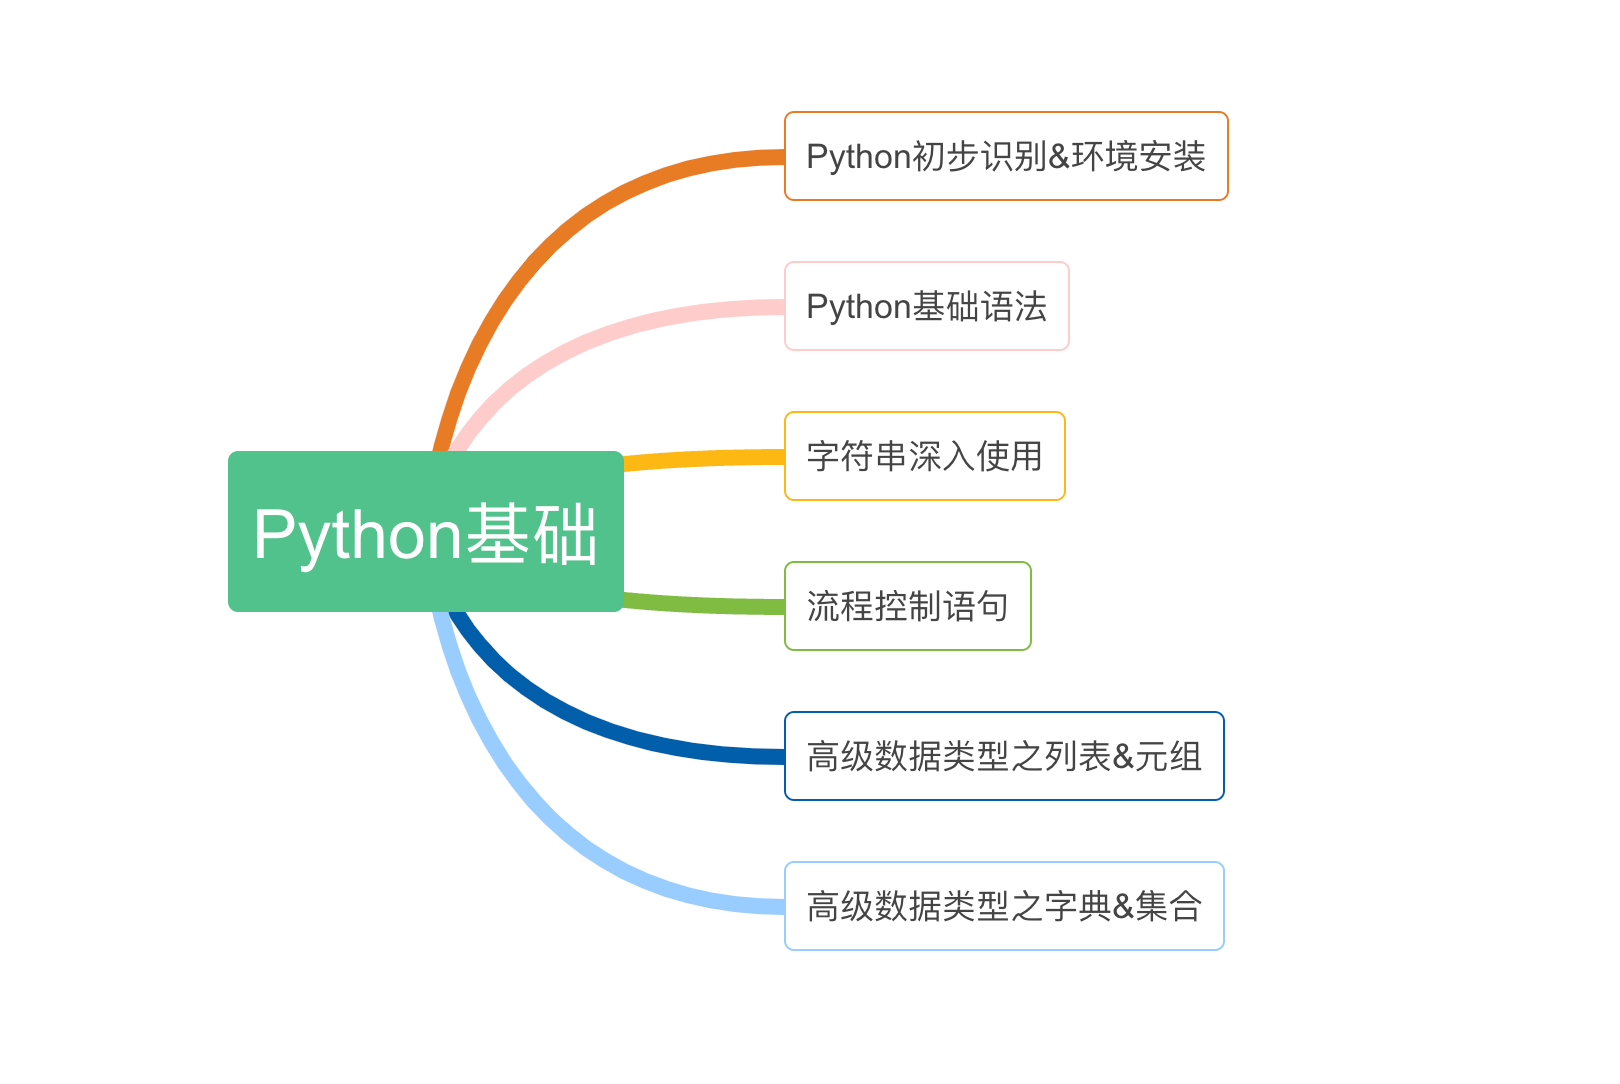 Python初步识别&环境安装
Python基础语法
字符串深入使用
Python基础
流程控制语句
高级数据类型之列表&元组
高级数据类型之字典&集合